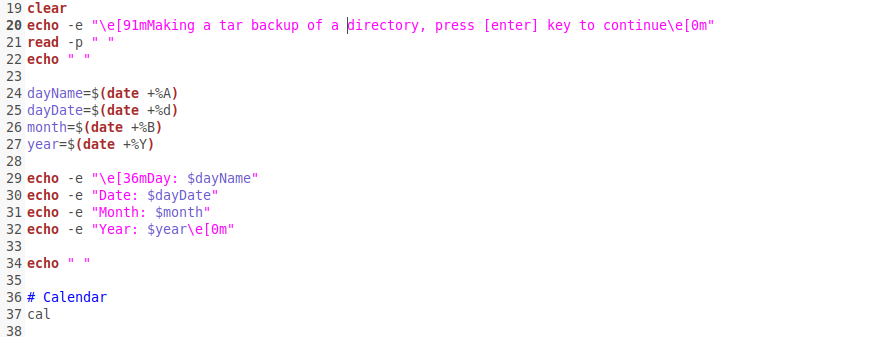 19 clear
20 echo -e "\e[91mMaking a tar backup of a directory, press [enter] key to continue\e[0m"
21 read -p " "
22 echo " "
23
24 dayName=$(date +%A)
25 dayDate=$(date +%d)
26 month=$(date +%B)
27 year=$(date +%Y)
28
29 echo -e "\e[36mDay: $dayName"
30 echo -e "Date: $dayDate"
31 echo -e "Month: $month"
32 echo -e "Year: $year\e[0m"
33
34 echo " "
35
36 # Calendar
37 cal
38